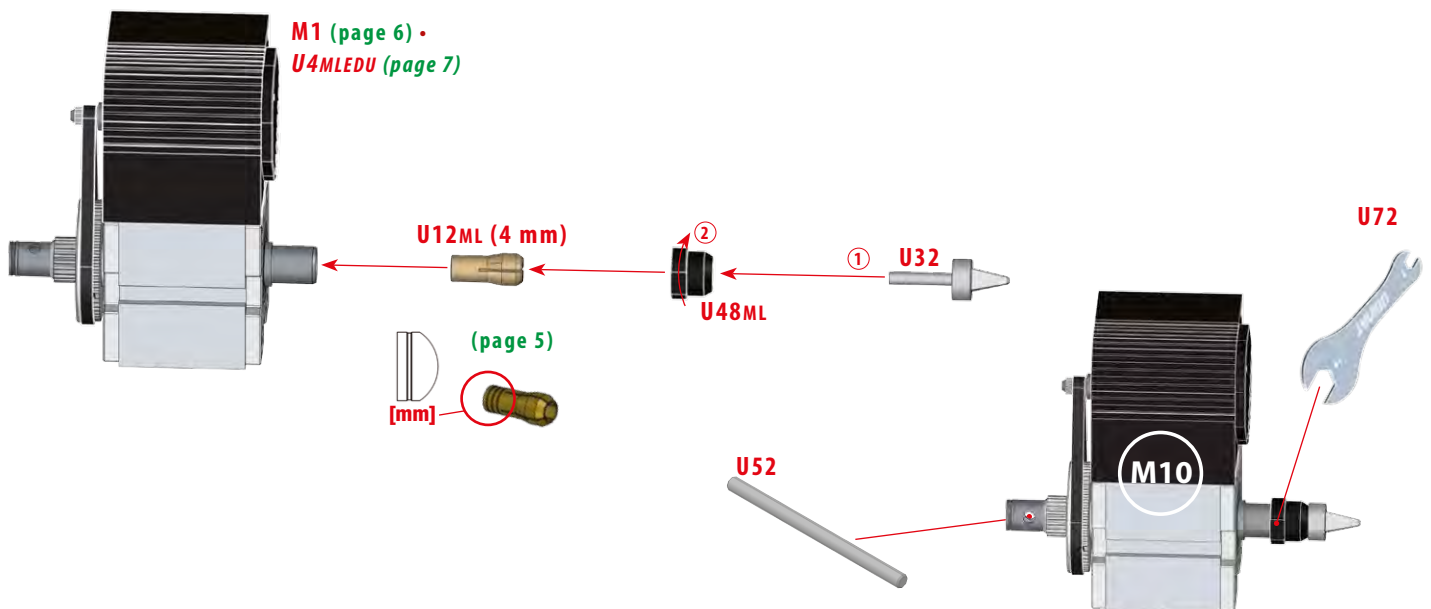 M1 (page 6) •
U4MLEDU (page 7)
U72
U12ML (4 mm)
②
①
U32
U48ML
(page 5)
[mm]
U52
M10